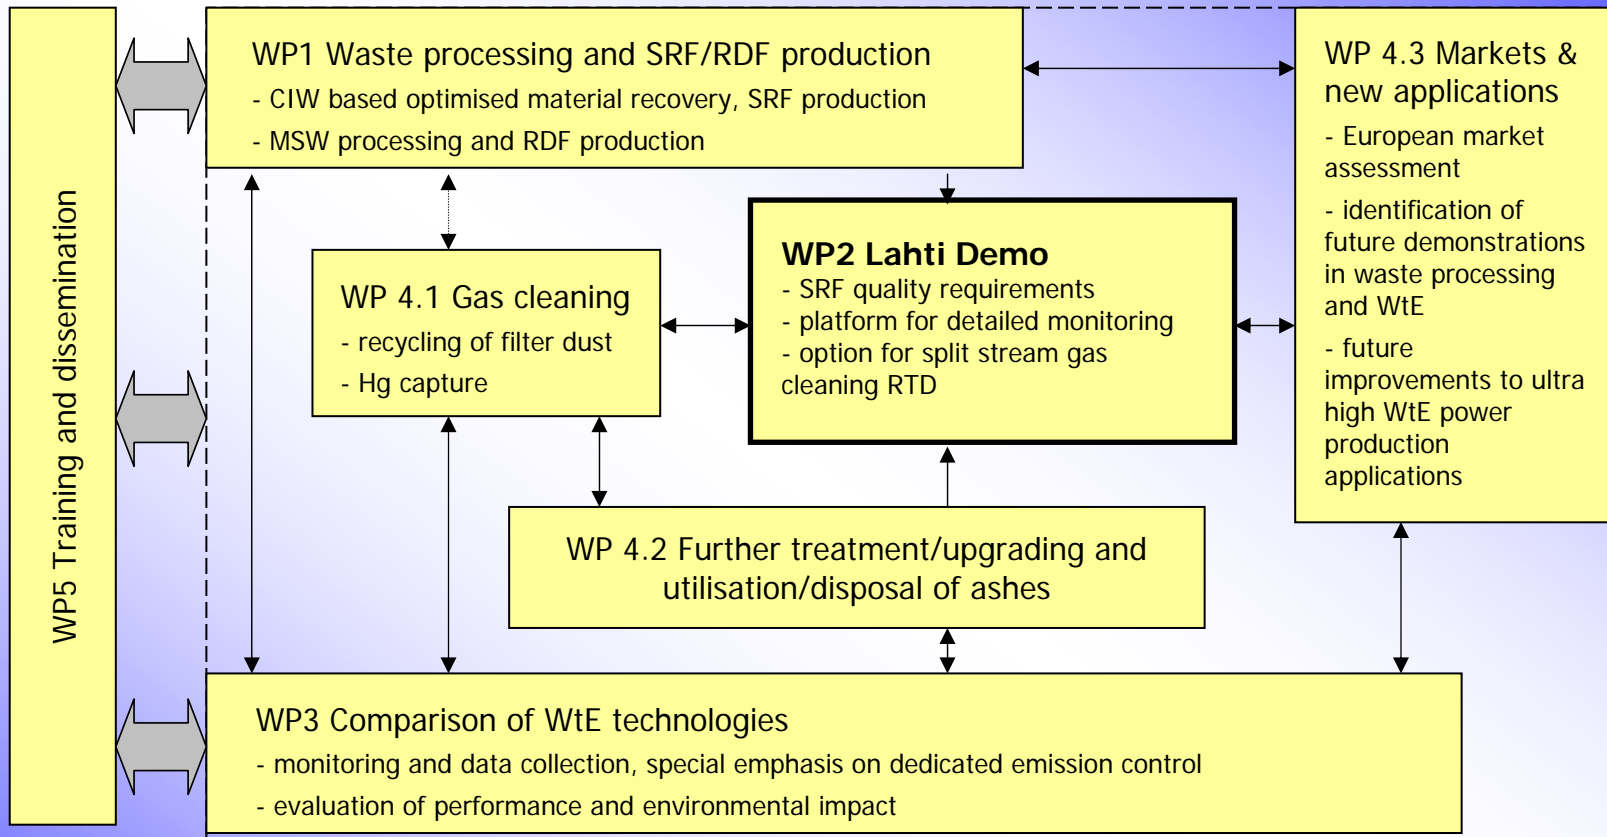 WP5 Training and dissemination
WP1 Waste processing and SRF/RDF production
- CIW based optimised material recovery, SRF production
- MSW processing and RDF production
WP 4.3 Markets &
new applications
- European market
assessment
- identification of
future demonstrations
in waste processing
and WtE
- future
improvements to ultra
high WtE power
production
applications
WP 4.1 Gas cleaning
- recycling of filter dust
- Hg capture
WP2 Lahti Demo
- SRF quality requirements
- platform for detailed monitoring
- option for split stream gas
cleaning RTD
WP 4.2 Further treatment/upgrading and
utilisation/disposal of ashes
WP3 Comparison of WtE technologies
- monitoring and data collection, special emphasis on dedicated emission control
- evaluation of performance and environmental impact